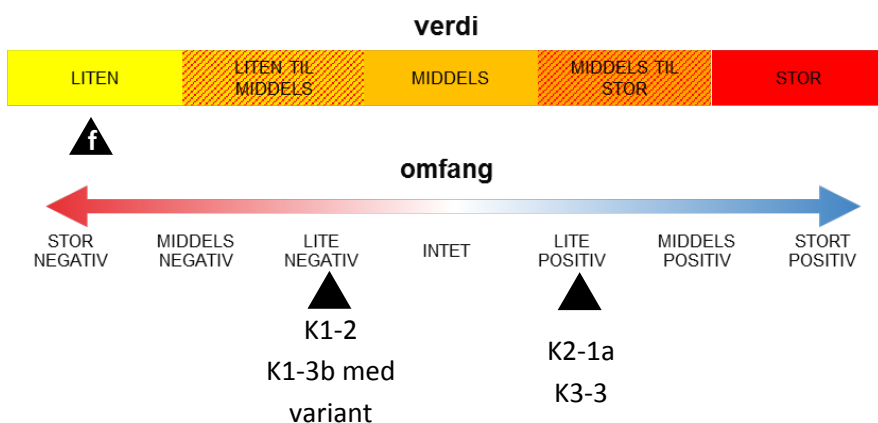 verdi
LITEN
LITEN TIL
MIDDELS
MIDDELS
MIDDELS TIL
STOR
STOR
f
omfang
STOR
NEGATIV
MIDDELS
NEGATIV
LITE
NEGATIV
INTET
LITE
POSITIV
MIDDELS
POSITIV
STORT
POSITIV
K1-2
K1-3b med
variant
K2-1a
K3-3